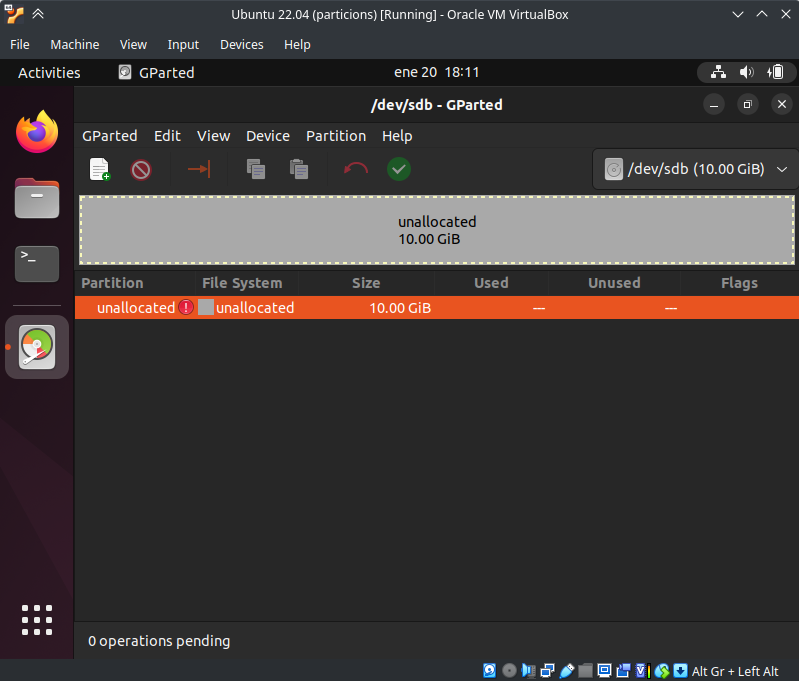 Ubuntu 22.04 (particions) [Running] - Oracle VM VirtualBox
File Machine View Input Devices Help
Activities GParted ene 20 18:11
/dev/sdb - GParted
GParted Edit View Device Partition Help
/dev/sdb (10.00 GiB)
unallocated
10.00 GiB
Partition File System Size Used Unused Flags
unallocated unallocated 10.00 GiB --- ---
0 operations pending
Alt Gr + Left Alt